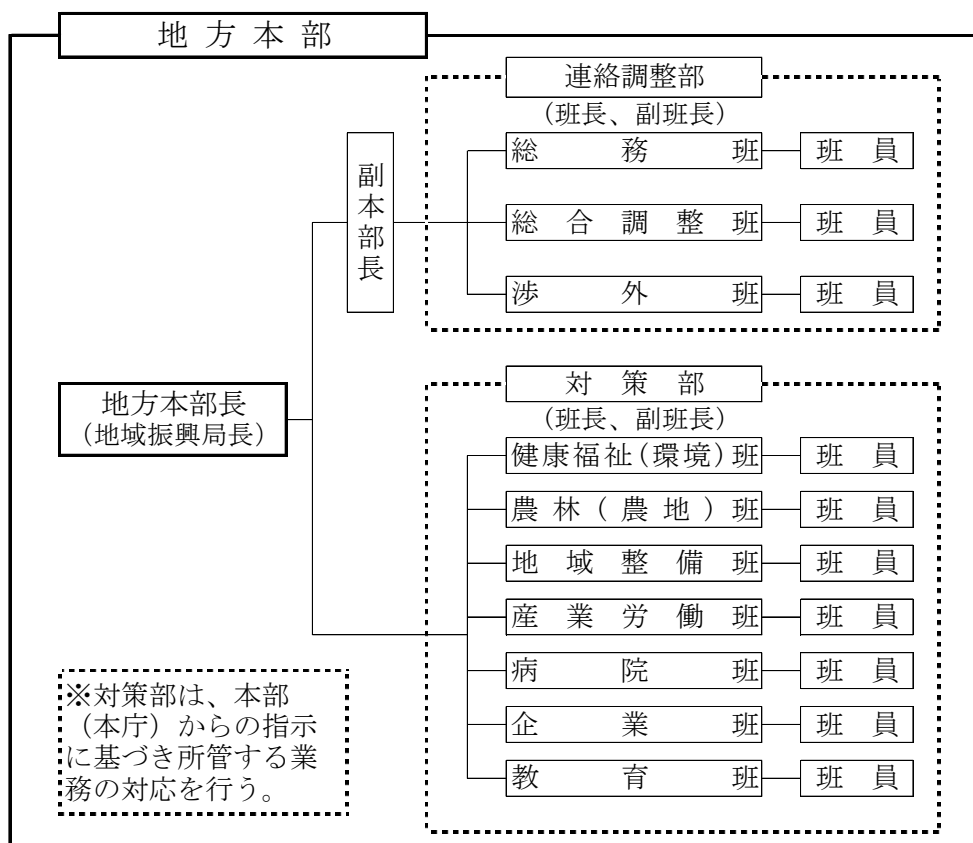 地方本部
連絡調整部
(班長、副班長)
総務班 班員
副本部長
総合調整班 班員
渉外班 班員
地方本部長
(地域振興局長)
対策部
(班長、副班長)
健康福祉(環境)班 班員
農林(農地)班 班員
地域整備班 班員
産業労働班 班員
病院班 班員
企業班 班員
教育班 班員
※対策部は、本部
(本庁)からの指示
に基づき所管する業
務の対応を行う。